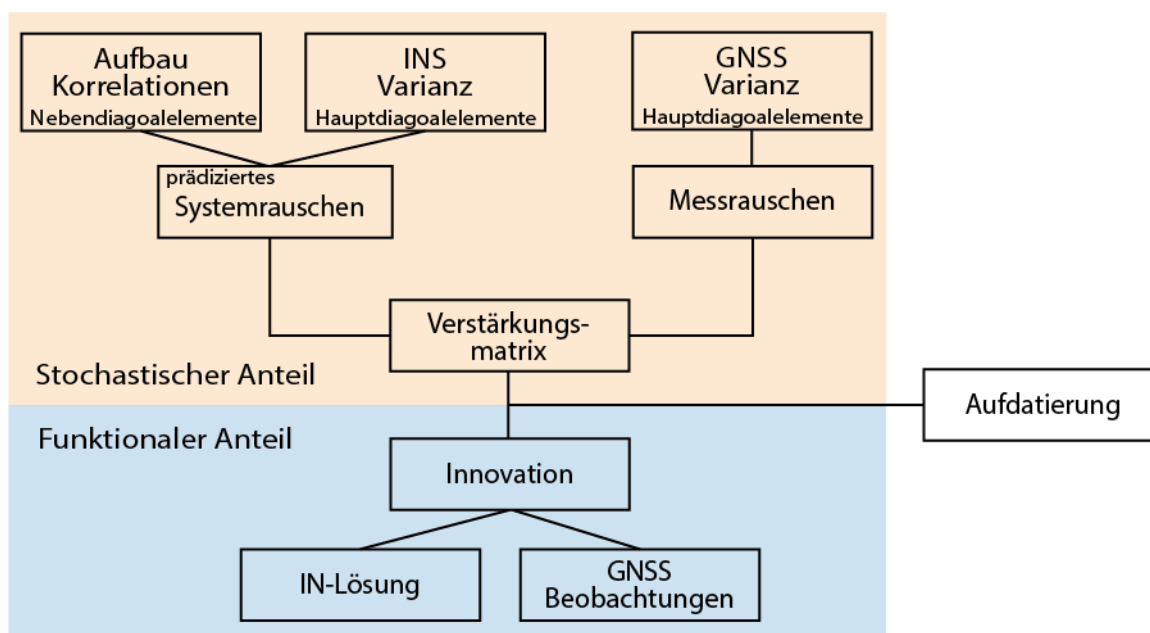 Aufbau
Korrelationen
Nebendiagoalelemente
INS
Varianz
Hauptdiagoalelemente
GNSS
Varianz
Hauptdiagoalelemente
prädiziertes
Systemrauschen
Messrauschen
Verstärkungs-
matrix
Stochastischer Anteil
Aufdatierung
Funktionaler Anteil
Innovation
IN-Lösung
GNSS
Beobachtungen